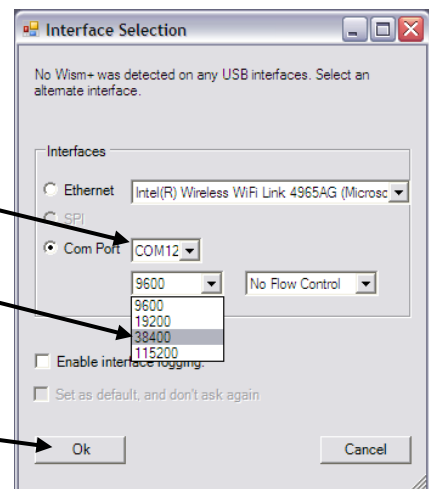 Interface Selection
No Wism+ was detected on any USB interfaces. Select an
alternate interface.
Interfaces
Ethernet Intel(R) Wireless WiFi Link 4965AG (Microsc
SPI
Com Port COM12
9600 No Flow Control
9600
19200
38400
115200
Enable interface logging.
Set as default, and don't ask again
Ok Cancel